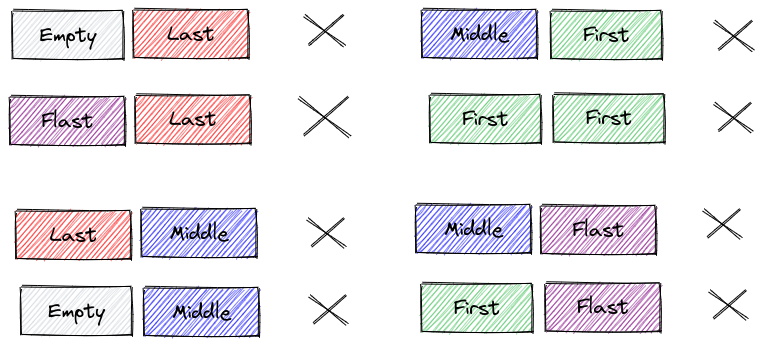 Empty Last Middle First
Flast Last First First
Last Middle Middle Flast
Empty Middle First Flast